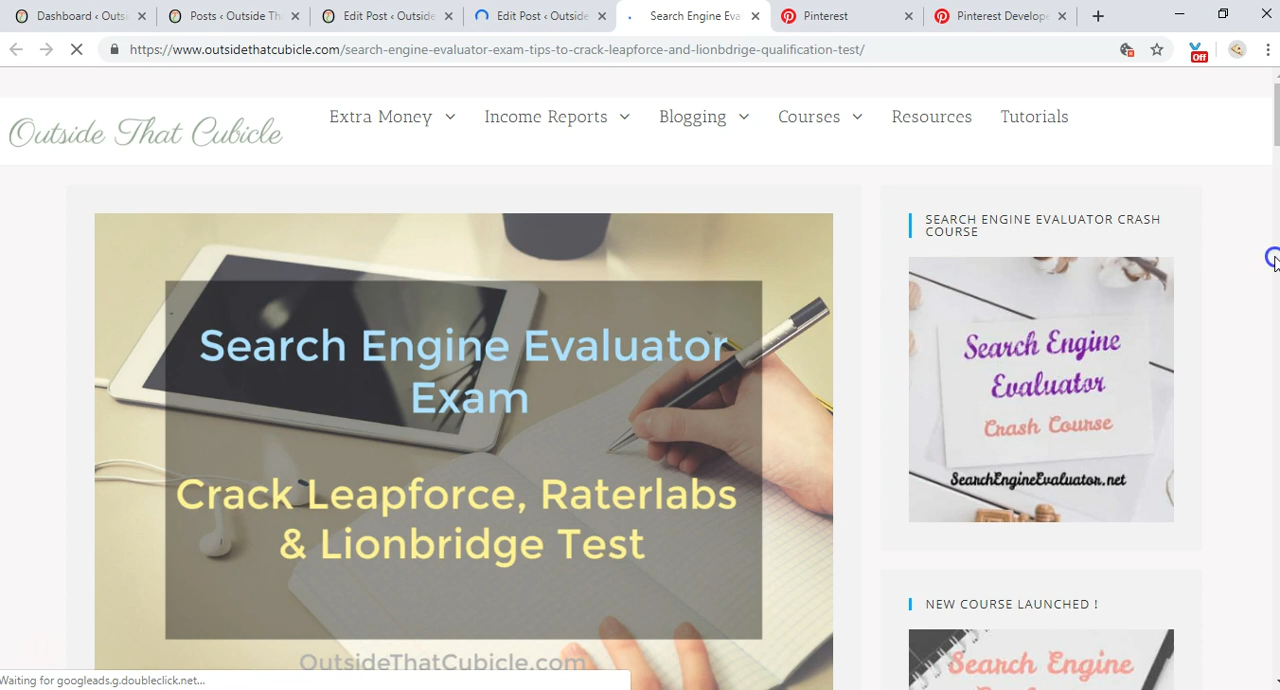 Dashboard ‹ Outs
Posts ‹ Outside Th
Edit Post ‹ Outside
Edit Post ‹ Outside
Search Engine Eva
Pinterest
Pinterest Develope
https://www.outsidethatcubicle.com/search-engine-evaluator-exam-tips-to-crack-leapforce-and-lionbdrige-qualification-test/
Off
Outside That Cubicle
Extra Money
Income Reports
Blogging
Courses
Resources
Tutorials
Search Engine Evaluator
Exam
Crack Leapforce, Raterlabs
& Lionbridge Test
OutsideThatCubicle.com
SEARCH ENGINE EVALUATOR CRASH
COURSE
Search Engine
Evaluator
Crash Course
SearchEngineEvaluator.net
NEW COURSE LAUNCHED !
Search Engine
Waiting for googleads.g.doubleclick.net...